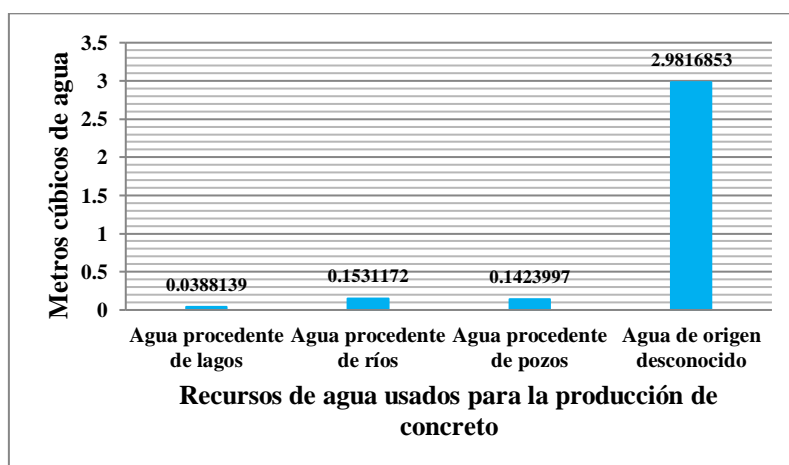 Metros cúbicos de agua
3.5
3
2.5
2
1.5
1
0.5
0
0.0388139
0.1531172
0.1423997
2.9816853
Agua procedente
de lagos
Agua procedente
de ríos
Agua procedente
de pozos
Agua de origen
desconocido
Recursos de agua usados para la producción de
concreto